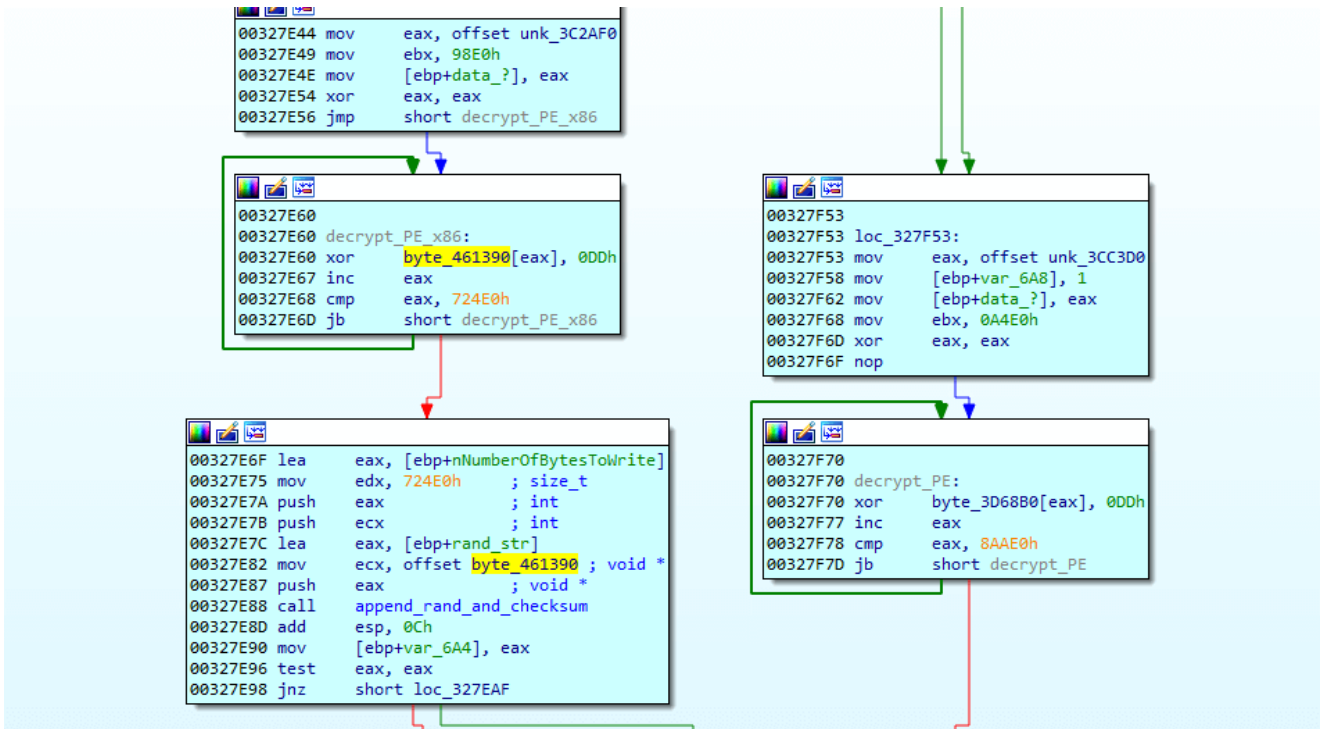 00327E44 mov eax, offset unk_3C2AF0
00327E49 mov ebx, 98E0h
00327E4E mov [ebp+data_?], eax
00327E54 xor eax, eax
00327E56 jmp short decrypt_PE_x86
00327E60
00327E60 decrypt_PE_x86:
00327E60 xor byte_461390[eax], 0DDh
00327E67 inc eax
00327E68 cmp eax, 724E0h
00327E6D jb short decrypt_PE_x86
00327E6F lea eax, [ebp+nNumberOfBytesToWrite]
00327E75 mov edx, 724E0h ; size_t
00327E7A push eax ; int
00327E7B push ecx ; int
00327E7C lea eax, [ebp+rand_str]
00327E82 mov ecx, offset byte_461390 ; void *
00327E87 push eax ; void *
00327E88 call append_rand_and_checksum
00327E8D add esp, 0Ch
00327E90 mov [ebp+var_6A4], eax
00327E96 test eax, eax
00327E98 jnz short loc_327EAF
00327F53
00327F53 loc_327F53:
00327F53 mov eax, offset unk_3CC3D0
00327F58 mov [ebp+var_6A8], 1
00327F62 mov [ebp+data_?], eax
00327F68 mov ebx, 0A4E0h
00327F6D xor eax, eax
00327F6F nop
00327F70
00327F70 decrypt_PE:
00327F70 xor byte_3D68B0[eax], 0DDh
00327F77 inc eax
00327F78 cmp eax, 8AAE0h
00327F7D jb short decrypt_PE